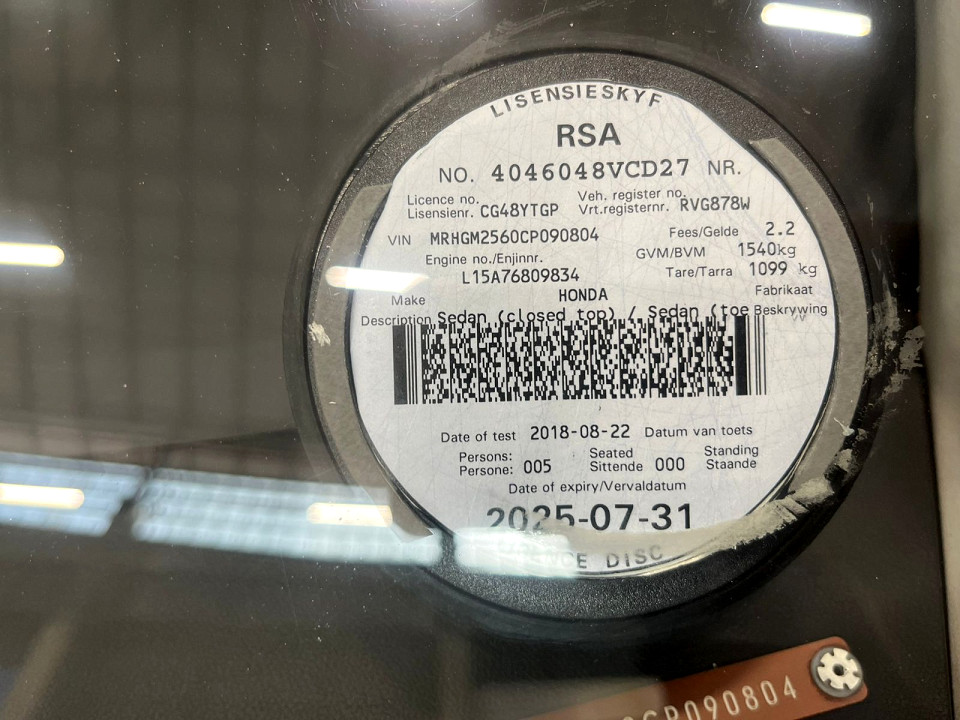 LISENSIESKYF
RSA
NO. 4046048VCD27 NR.
Licence no. Veh. register no.
Lisensienr. CG48YTGP Vrt.registernr. RVG878W
VIN MRHGM2560CP090804 Fees/Gelde 2.2
Engine no./Enjinnr. GVM/BVM 1540kg
L15A76809834 Tare/Tarra 1099 kg
Make HONDA Fabrikaat
Description Sedan (closed top) / Sedan (toe Beskrywing
Date of test 2018-08-22 Datum van toets
Persons: Seated Standing
Persone: 005 Sittende 000 Staande
Date of expiry/Vervaldatum
2025-07-31
DISC
P090804